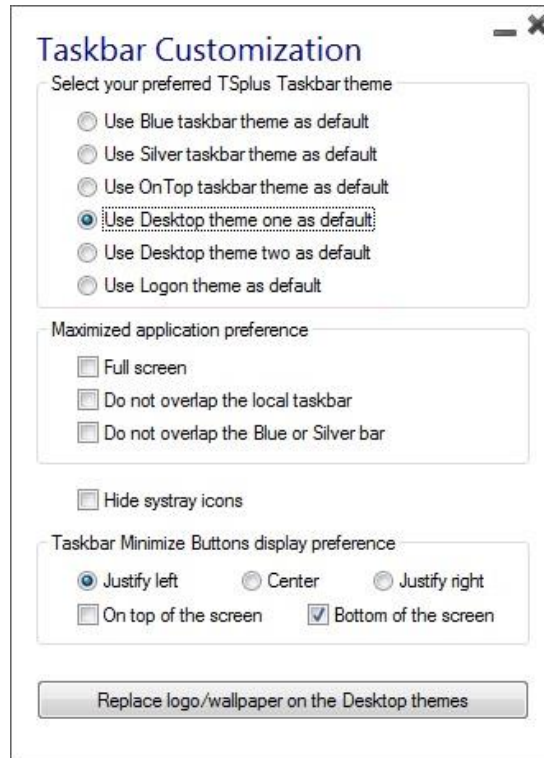 Taskbar Customization
Select your preferred TSplus Taskbar theme
Use Blue taskbar theme as default
Use Silver taskbar theme as default
Use OnTop taskbar theme as default
Use Desktop theme one as default
Use Desktop theme two as default
Use Logon theme as default
Maximized application preference
Full screen
Do not overlap the local taskbar
Do not overlap the Blue or Silver bar
Hide systray icons
Taskbar Minimize Buttons display preference
Justify left Center Justify right
On top of the screen Bottom of the screen
Replace logo/wallpaper on the Desktop themes